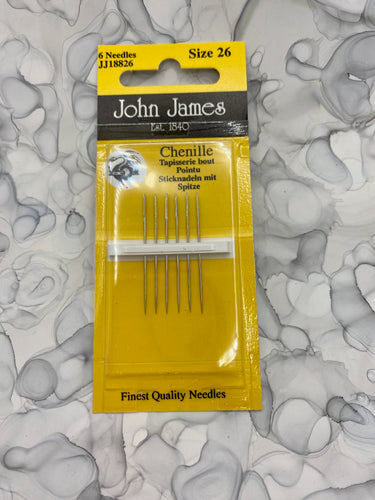 6 Needles
JJ18826
Size 26
John James
EST. 1840
Chenille
Tapisserie bout
Pointu
Sticknadeln mit
Spitze
Finest Quality Needles